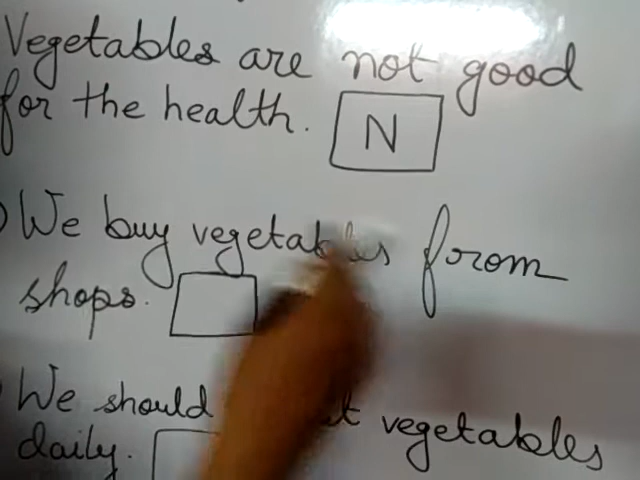 Vegetables are not good
for the health. N
We buy vegetables from
shops.
We should vegetables
daily.